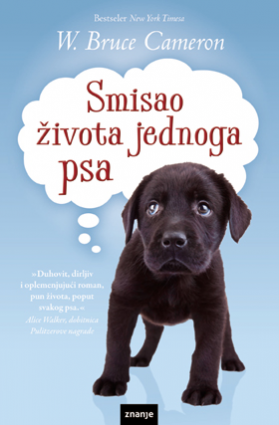 Bestseler New York Timesa
W. Bruce Cameron
Smisao
života jednoga
psa
»Duhovit, dirljiv
i oplemenjujući roman,
pun života, poput
svakog psa.«
Alice Walker, dobitnica
Pulitzerove nagrade
znanje